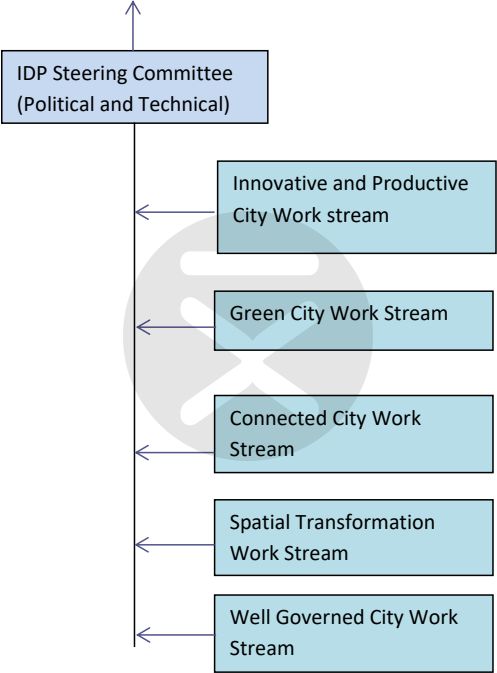 IDP Steering Committee
(Political and Technical)
Innovative and Productive
City Work stream
Green City Work Stream
Connected City Work
Stream
Spatial Transformation
Work Stream
Well Governed City Work
Stream